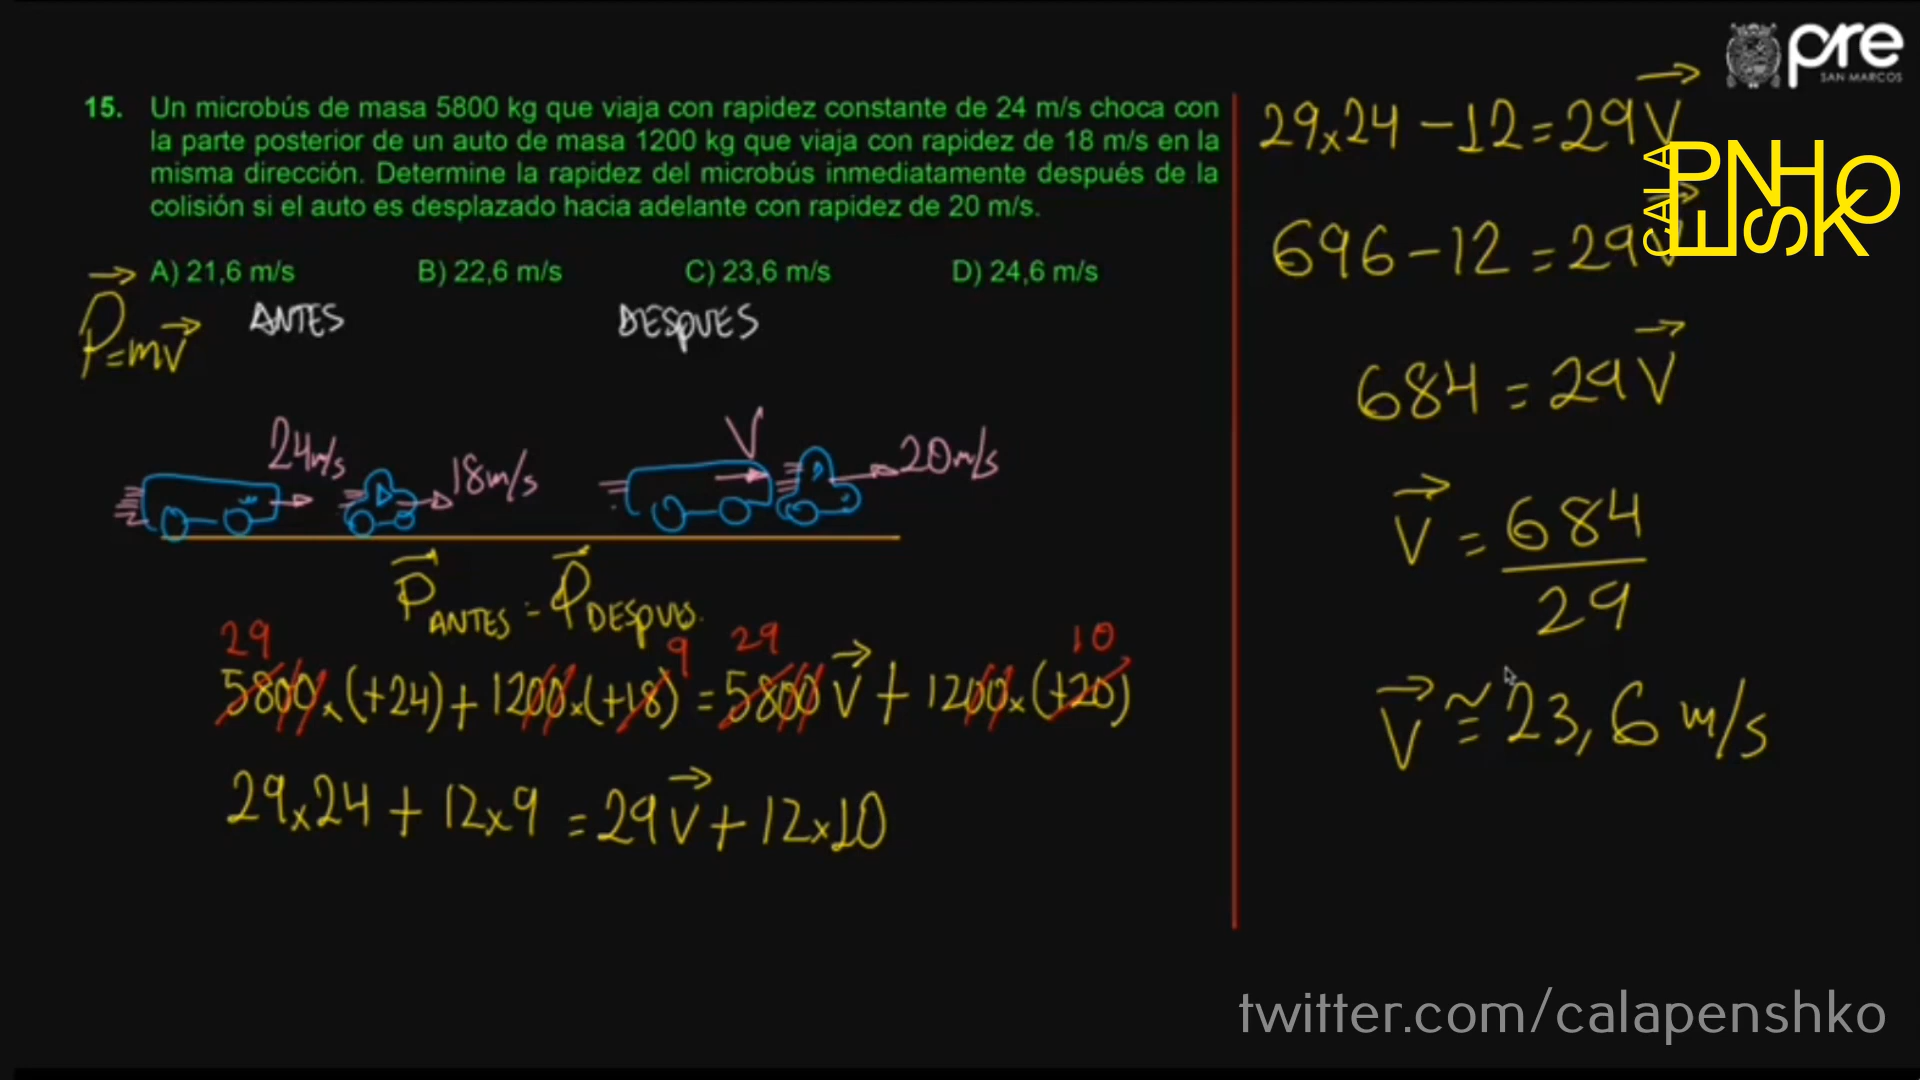 pre
SAN MARCOS
15. Un microbús de masa 5800 kg que viaja con rapidez constante de 24 m/s choca con
la parte posterior de un auto de masa 1200 kg que viaja con rapidez de 18 m/s en la
misma dirección. Determine la rapidez del microbús inmediatamente después de la
colisión si el auto es desplazado hacia adelante con rapidez de 20 m/s.
A) 21,6 m/s B) 22,6 m/s C) 23,6 m/s D) 24,6 m/s
P=mv
ANTES DESPUES
24m/s 18m/s V 20m/s
P ANTES = P DESPUES.
29 9 29 10
5800x(+24)+1200x(+18)=5800V+1200x(+20)
29x24+12x9=29V+12x10
29x24-12=29V
696-12=29V
684=29V
V=684
29
V≅23,6 m/s
CALA
PNHO
ESK
twitter.com/calapenshko